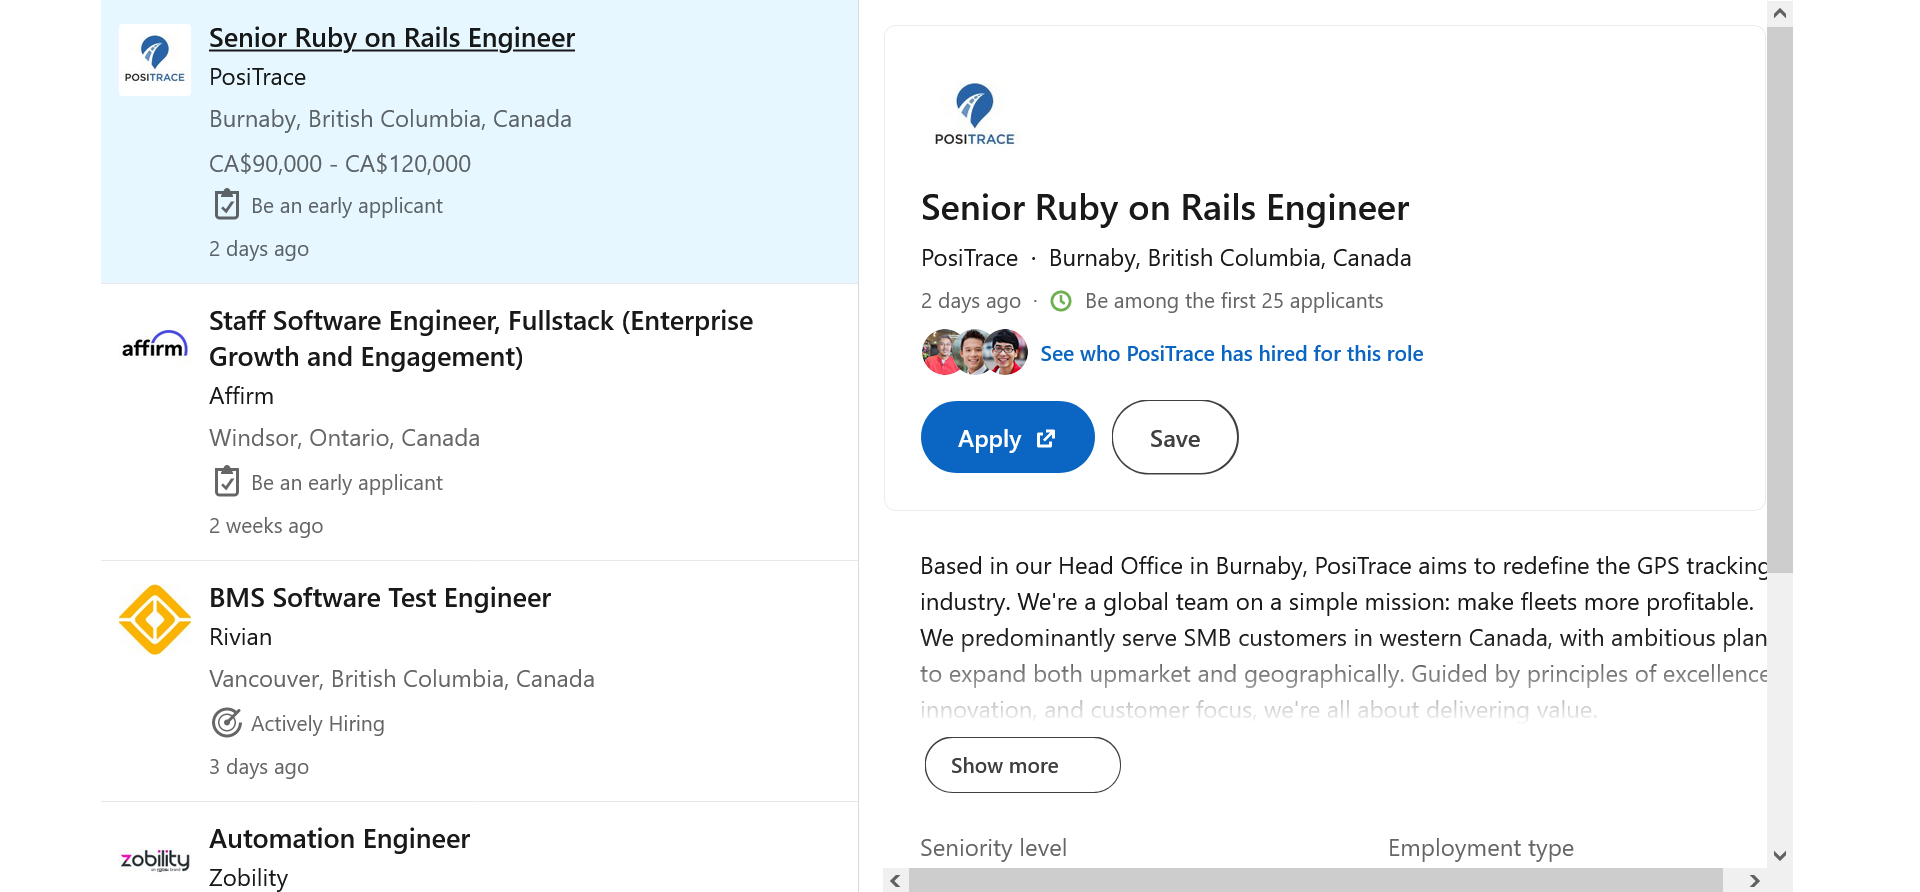 POSITRACE
Senior Ruby on Rails Engineer
PosiTrace
Burnaby, British Columbia, Canada
CA$90,000 - CA$120,000
Be an early applicant
2 days ago
affirm
Staff Software Engineer, Fullstack (Enterprise
Growth and Engagement)
Affirm
Windsor, Ontario, Canada
Be an early applicant
2 weeks ago
BMS Software Test Engineer
Rivian
Vancouver, British Columbia, Canada
Actively Hiring
3 days ago
zobility
Automation Engineer
Zobility
POSITRACE
Senior Ruby on Rails Engineer
PosiTrace · Burnaby, British Columbia, Canada
2 days ago · Be among the first 25 applicants
See who PosiTrace has hired for this role
Apply
Save
Based in our Head Office in Burnaby, PosiTrace aims to redefine the GPS tracking
industry. We're a global team on a simple mission: make fleets more profitable.
We predominantly serve SMB customers in western Canada, with ambitious plan
to expand both upmarket and geographically. Guided by principles of excellence
innovation, and customer focus, we're all about delivering value.
Show more
Seniority level
Employment type